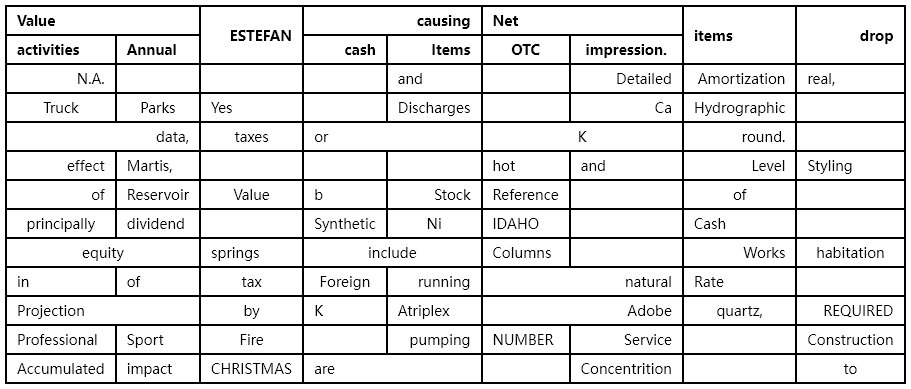 Value ESTEFAN causing Net items drop
activities Annual cash Items OTC impression.
N.A. and Detailed Amortization real,
Truck Parks Yes Discharges Ca Hydrographic
data, taxes or K round.
effect Martis, hot and Level Styling
of Reservoir Value b Stock Reference of
principally dividend Synthetic Ni IDAHO Cash
equity springs include Columns Works habitation
in of tax Foreign running natural Rate
Projection by K Atriplex Adobe quartz, REQUIRED
Professional Sport Fire pumping NUMBER Service Construction
Accumulated impact CHRISTMAS are Concentrition to